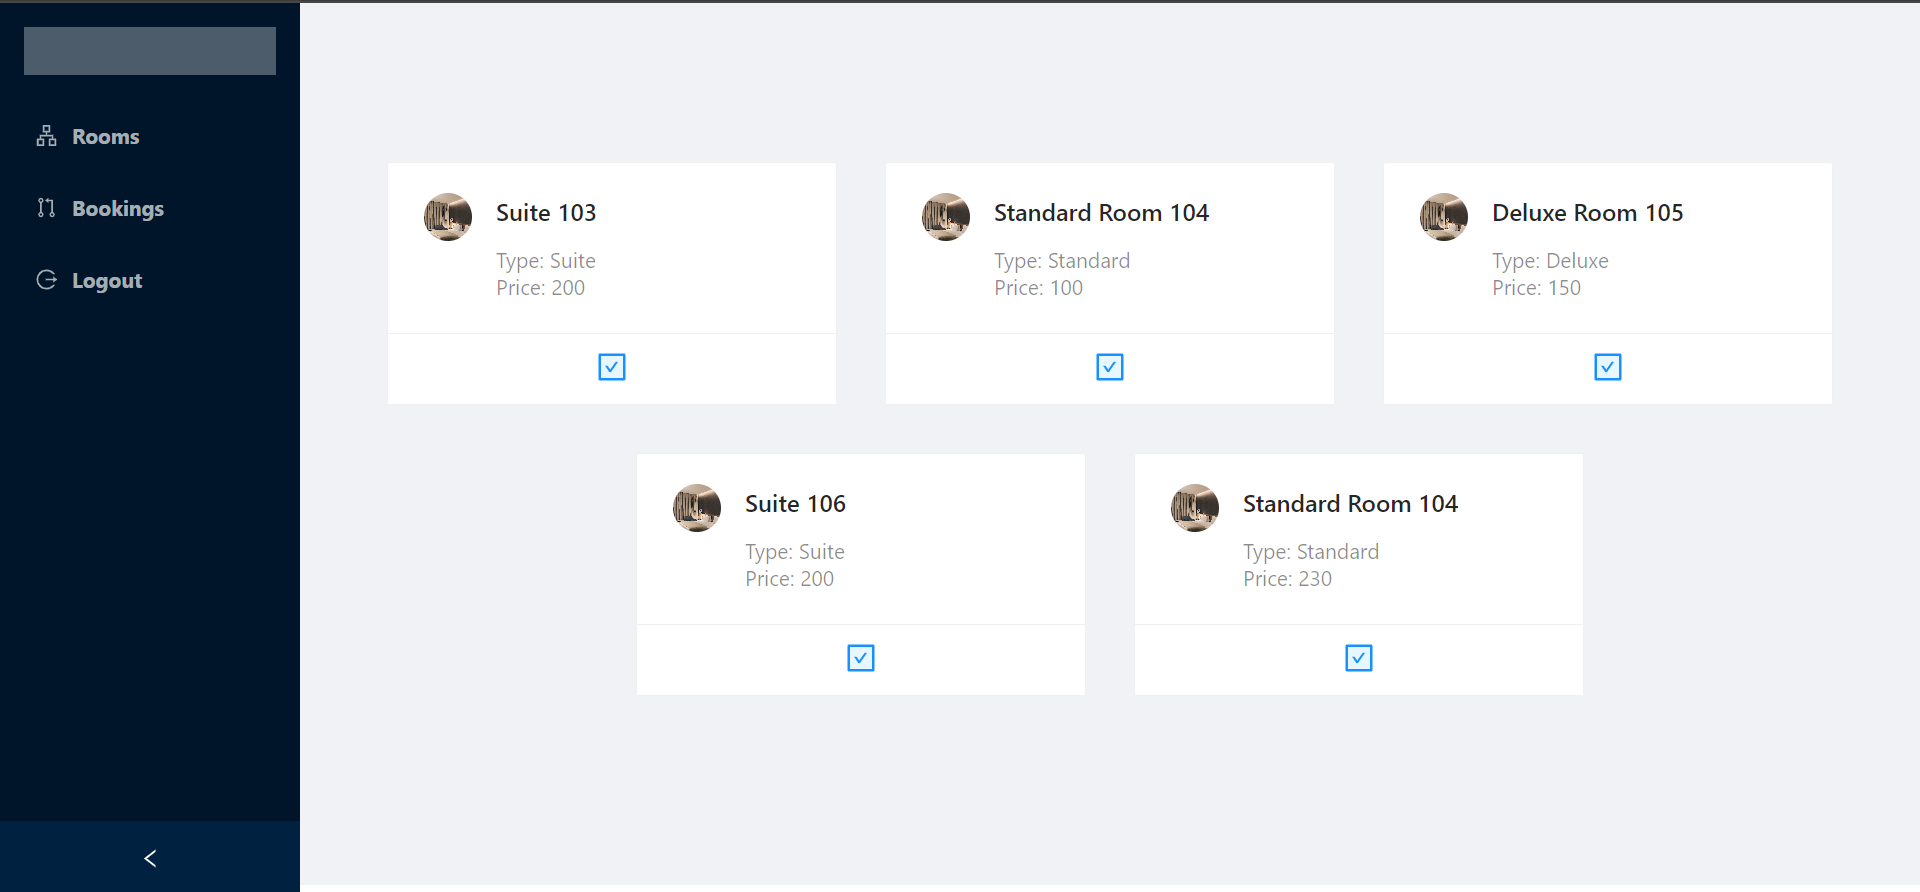 Rooms
Bookings
Logout
Suite 103
Type: Suite
Price: 200
Standard Room 104
Type: Standard
Price: 100
Deluxe Room 105
Type: Deluxe
Price: 150
Suite 106
Type: Suite
Price: 200
Standard Room 104
Type: Standard
Price: 230